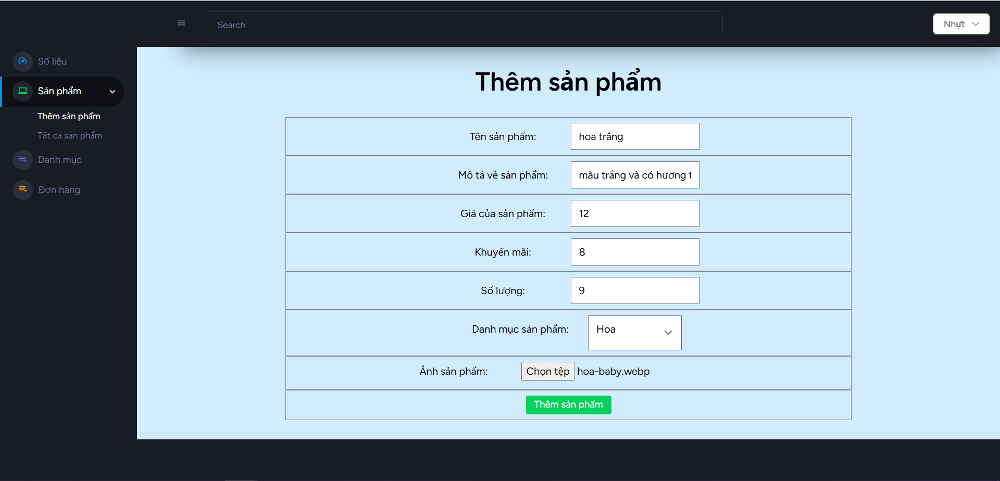 Search
Nhựt
Số liệu
Sản phẩm
Thêm sản phẩm
Tất cả sản phẩm
Danh mục
Đơn hàng
Thêm sản phẩm
Tên sản phẩm: hoa trắng
Mô tả về sản phẩm: màu trắng và có hương t
Giá của sản phẩm: 12
Khuyến mãi: 8
Số lượng: 9
Danh mục sản phẩm: Hoa
Ảnh sản phẩm: Chọn tệp hoa-baby.webp
Thêm sản phẩm